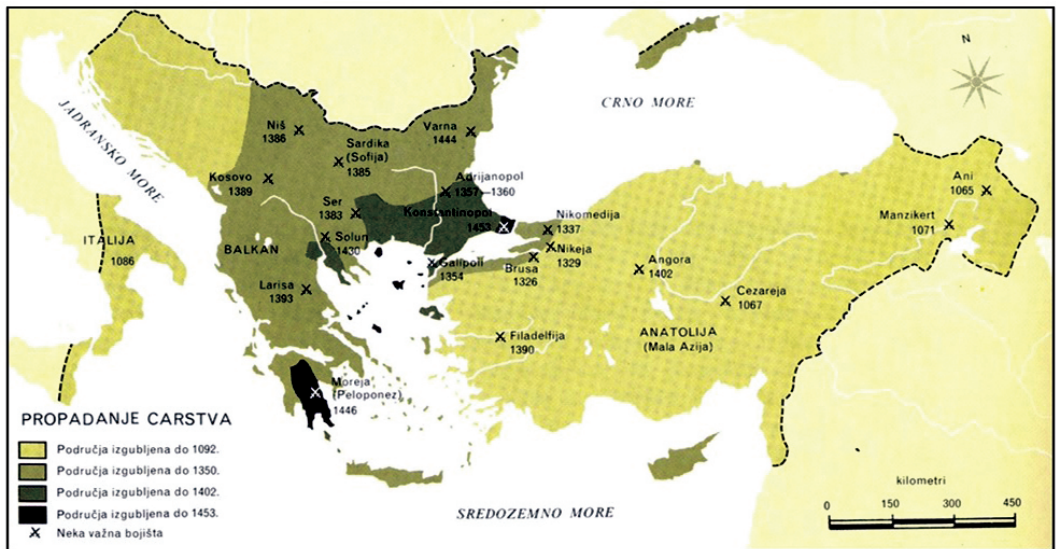 N
CRNO MORE
JADRANSKO MORE
Niš
1386
Varna
1444
Sardika
(Sofija)
1385
Kosovo
1389
Adrijanopol
1357—1360
Ani
1065
Ser
1383
Konstantinopol
1453
Nikomedija
1337
Manzikert
1071
ITALIJA
1086
BALKAN
Solun
1430
Nikeja
1329
Galipoli
1354
Brusa
1326
Angora
1402
Larisa
1393
Cezareja
1067
Filadelfija
1390
ANATOLIJA
(Mala Azija)
Moreja
(Peloponez)
1446
PROPADANJE CARSTVA
Područja izgubljena do 1092.
Područja izgubljena do 1350.
Područja izgubljena do 1402.
Područja izgubljena do 1453.
Neka važna bojišta
SREDOZEMNO MORE
kilometri
0 150 300 450